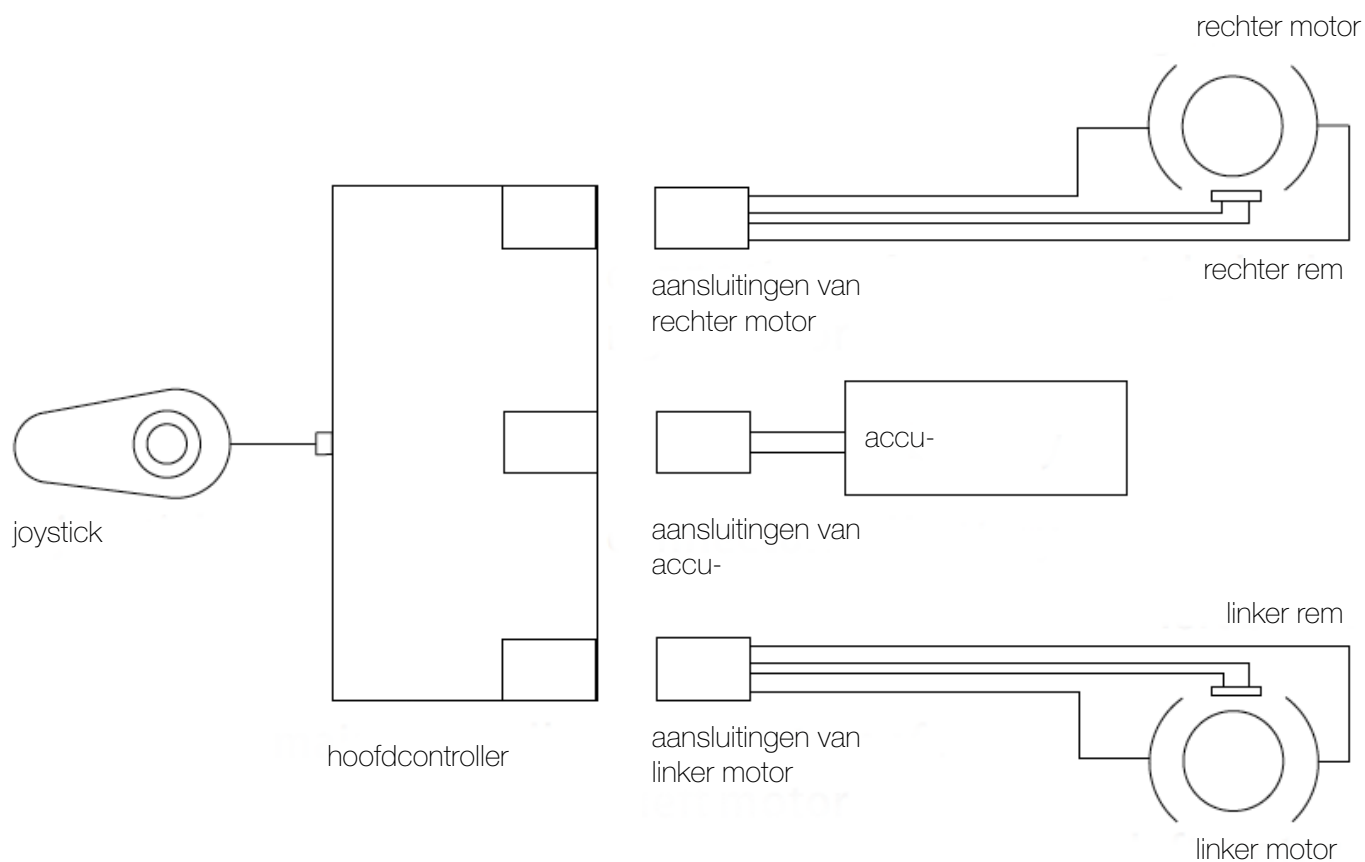 rechter motor
rechter rem
aansluitingen van
rechter motor
accu-
joystick
aansluitingen van
accu-
linker rem
hoofdcontroller
aansluitingen van
linker motor
linker motor